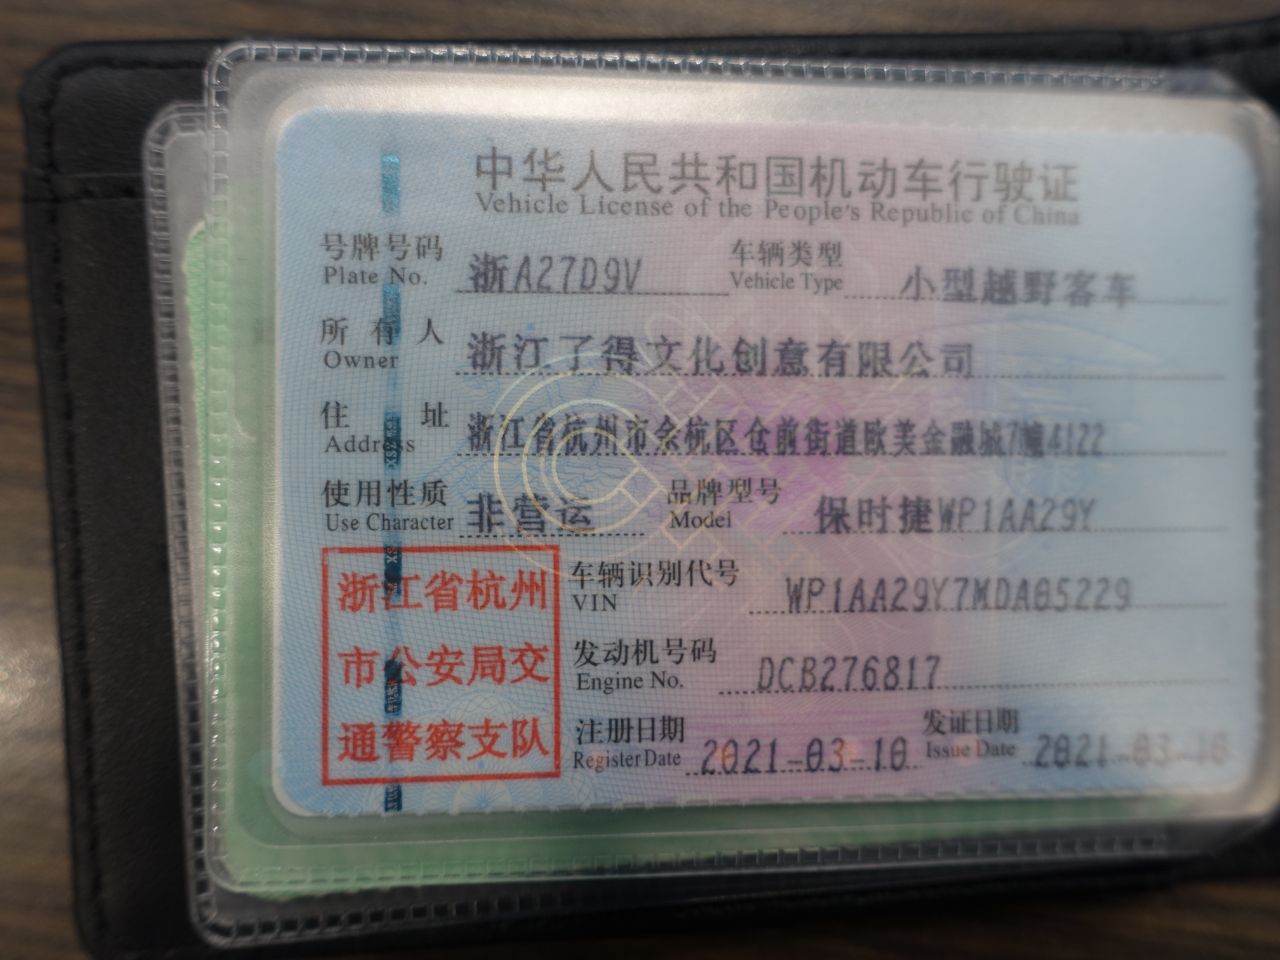 中华人民共和国机动车行驶证
Vehicle License of the People's Republic of China
号牌号码 浙A27D9V 车辆类型 小型越野客车
Plate No. Vehicle Type
所有人 浙江了得文化创意有限公司
Owner
住址 浙江省杭州市余杭区仓前街道欧美金融城7幢4122
Address
使用性质 非营运 品牌型号 保时捷WP1AA29Y
Use Character Model
浙江省杭州
市公安局交
通警察支队
车辆识别代号 WP1AA29Y7MDA05229
VIN
发动机号码 DCB276817
Engine No.
注册日期 2021-03-10 发证日期 2021-03-10
Register Date Issue Date